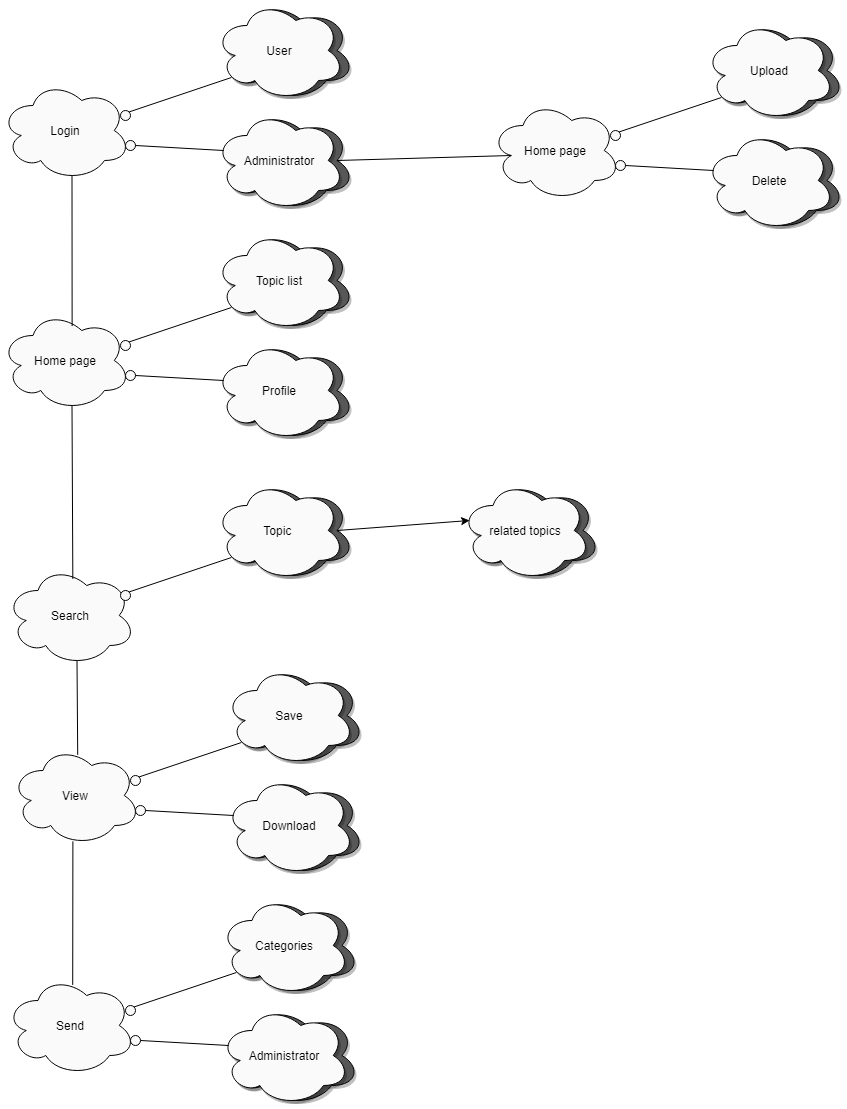 User
Upload
Login
Administrator
Home page
Delete
Topic list
Home page
Profile
Topic
related topics
Search
Save
View
Download
Categories
Send
Administrator